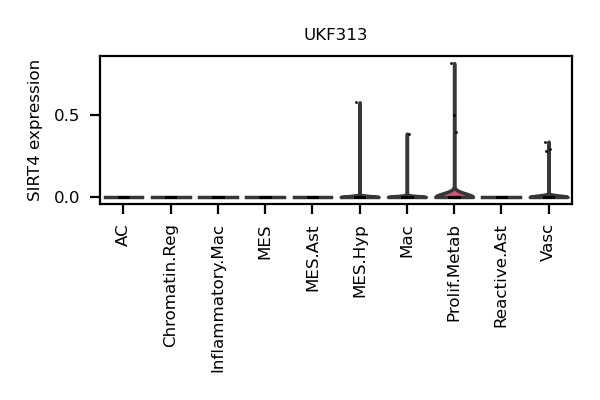 UKF313
SIRT4 expression
0.5
0.0
AC
Chromatin.Reg
Inflammatory.Mac
MES
MES.Ast
MES.Hyp
Mac
Prolif.Metab
Reactive.Ast
Vasc